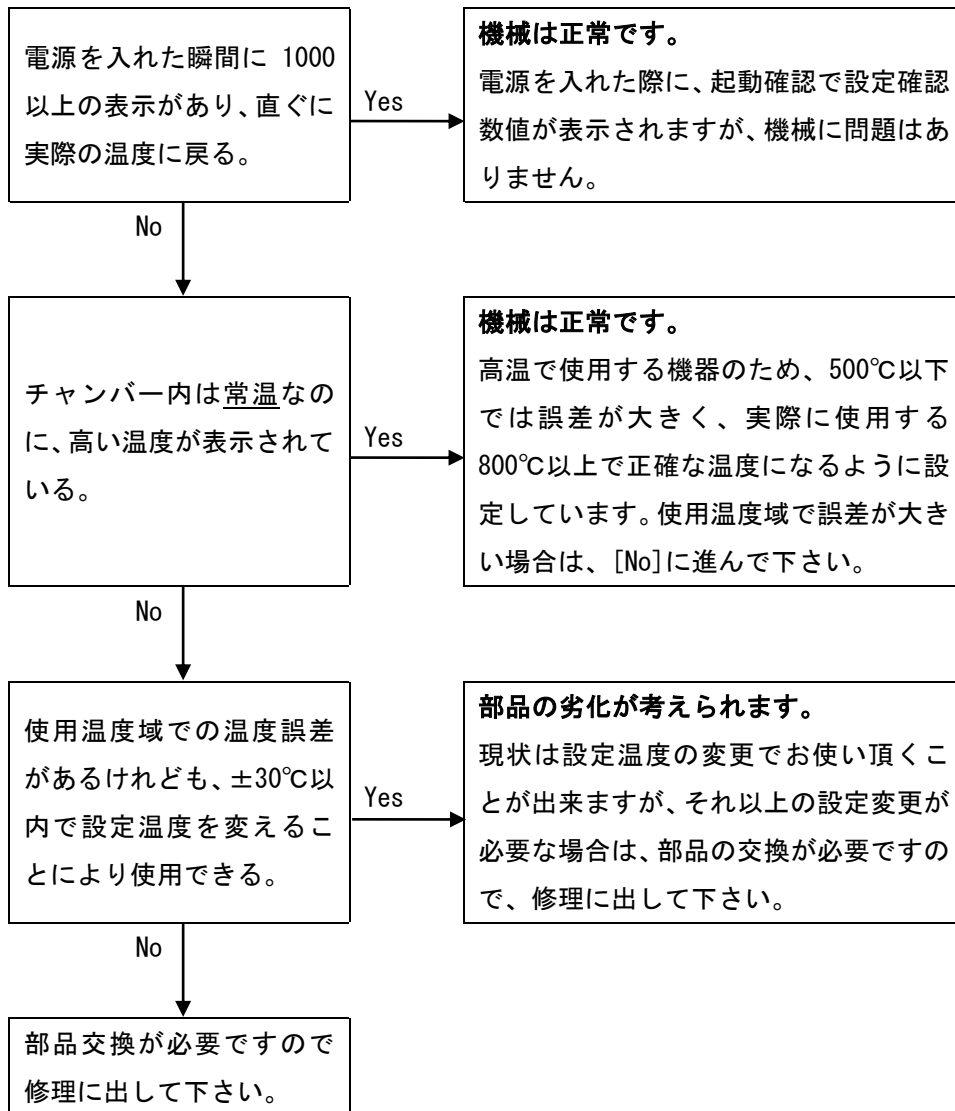 電源を入れた瞬間に 1000
以上の表示があり、直ぐに
実際の温度に戻る。
Yes
機械は正常です。
電源を入れた際に、起動確認で設定確認
数値が表示されますが、機械に問題はあ
りません。
No
チャンバー内は常温なの
に、高い温度が表示されて
いる。
Yes
機械は正常です。
高温で使用する機器のため、500℃以下
では誤差が大きく、実際に使用する
800℃以上で正確な温度になるように設
定しています。使用温度域で誤差が大き
い場合は、[No]に進んで下さい。
No
使用温度域での温度誤差
があるけれども、±30℃以
内で設定温度を変えるこ
とにより使用できる。
Yes
部品の劣化が考えられます。
現状は設定温度の変更でお使い頂くこ
とが出来ますが、それ以上の設定変更が
必要な場合は、部品の交換が必要ですの
で、修理に出して下さい。
No
部品交換が必要ですので
修理に出して下さい。